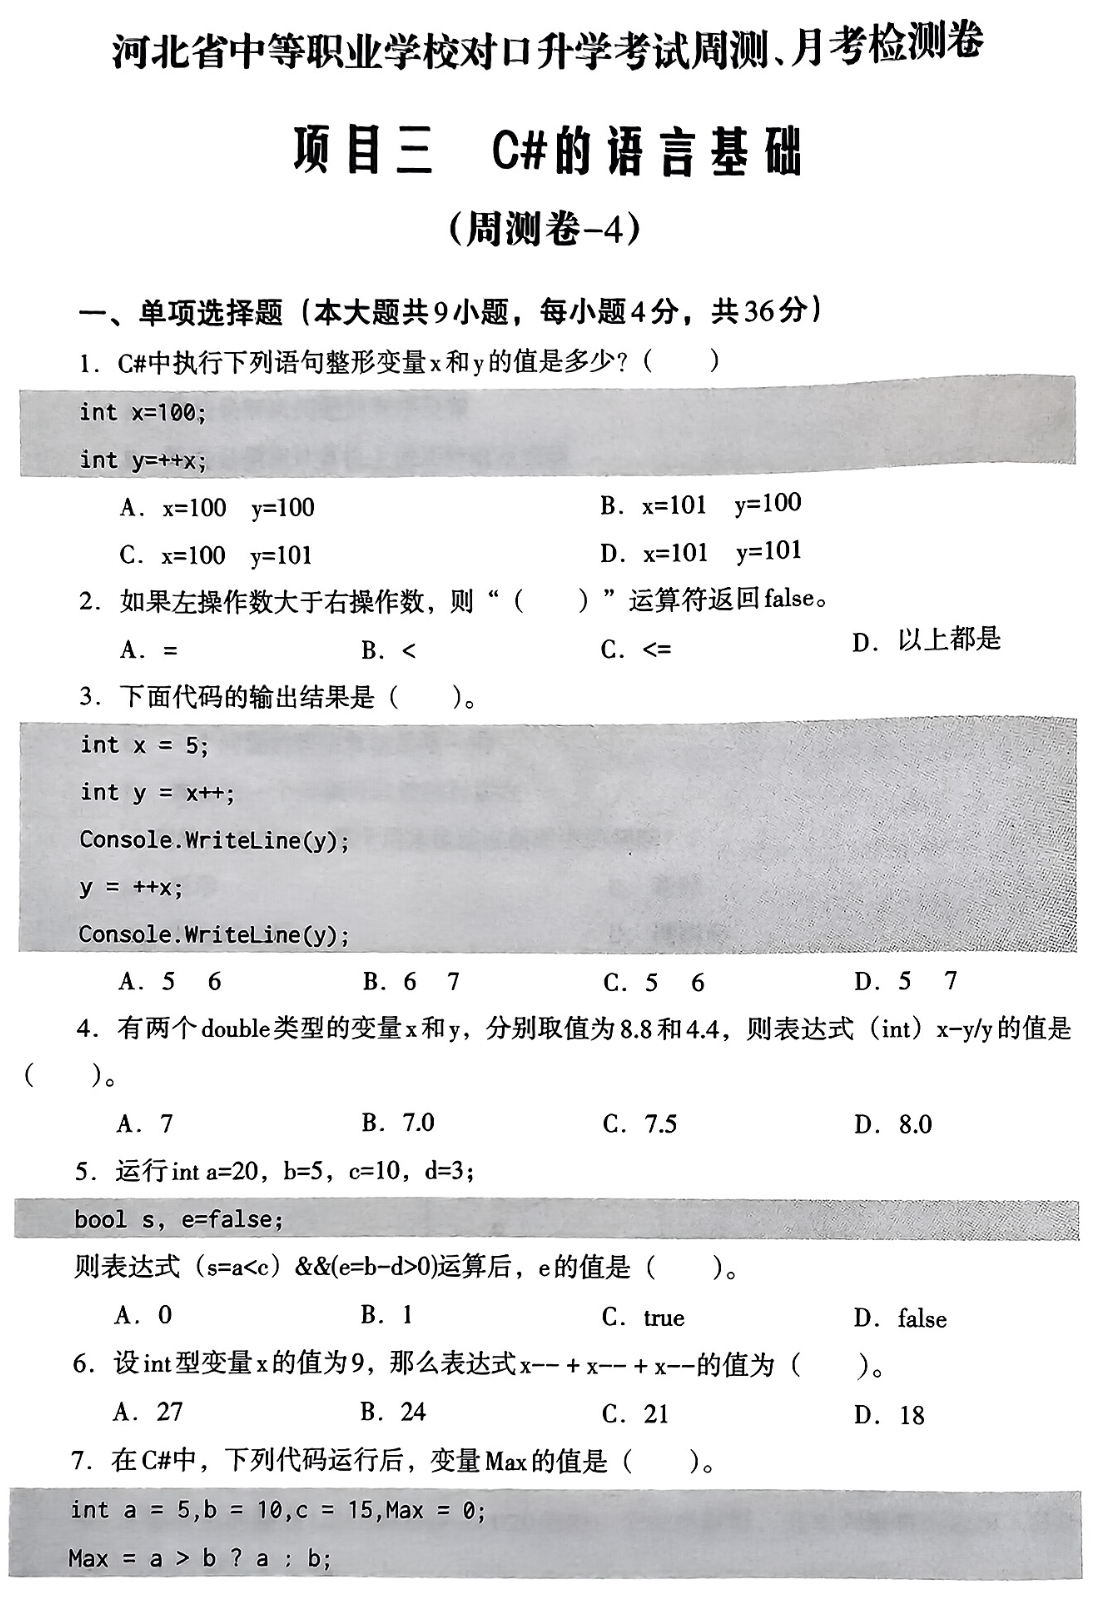 河北省中等职业学校对口升学考试周测、月考检测卷
项目三 C#的语言基础
（周测�-4）
一、单项选择题（本大题共9小题，每小题4分，共36分）
1. C#中执行下列语句整形变量x和y的值是多少？（ ）
int x=100;
int y=++x;
A. x=100 y=100 B. x=101 y=100
C. x=100 y=101 D. x=101 y=101
2. 如果左操作数大于右操作数，则“（ ）”运算符返回false。
A. = B. < C. <= D. 以上都是
3. 下面代码的输出结果是（ ）。
int x = 5;
int y = x++;
Console.WriteLine(y);
y = ++x;
Console.WriteLine(y);
A. 5 6 B. 6 7 C. 5 6 D. 5 7
4. 有两个double类型的变量x和y，分别取值为8.8和4.4，则表达式（int）x-y/y的值是
（ ）。
A. 7 B. 7.0 C. 7.5 D. 8.0
5. 运行int a=20，b=5，c=10，d=3；
bool s, e=false;
则表达式（s=a<c）&&(e=b-d>0)运算后，e的值是（ ）。
A. 0 B. 1 C. true D. false
6. 设int型变量x的值为9，那么表达式x-- + x-- + x--的值为（ ）。
A. 27 B. 24 C. 21 D. 18
7. 在C#中，下列代码运行后，变量Max的值是（ ）。
int a = 5,b = 10,c = 15,Max = 0;
Max = a > b ? a : b;